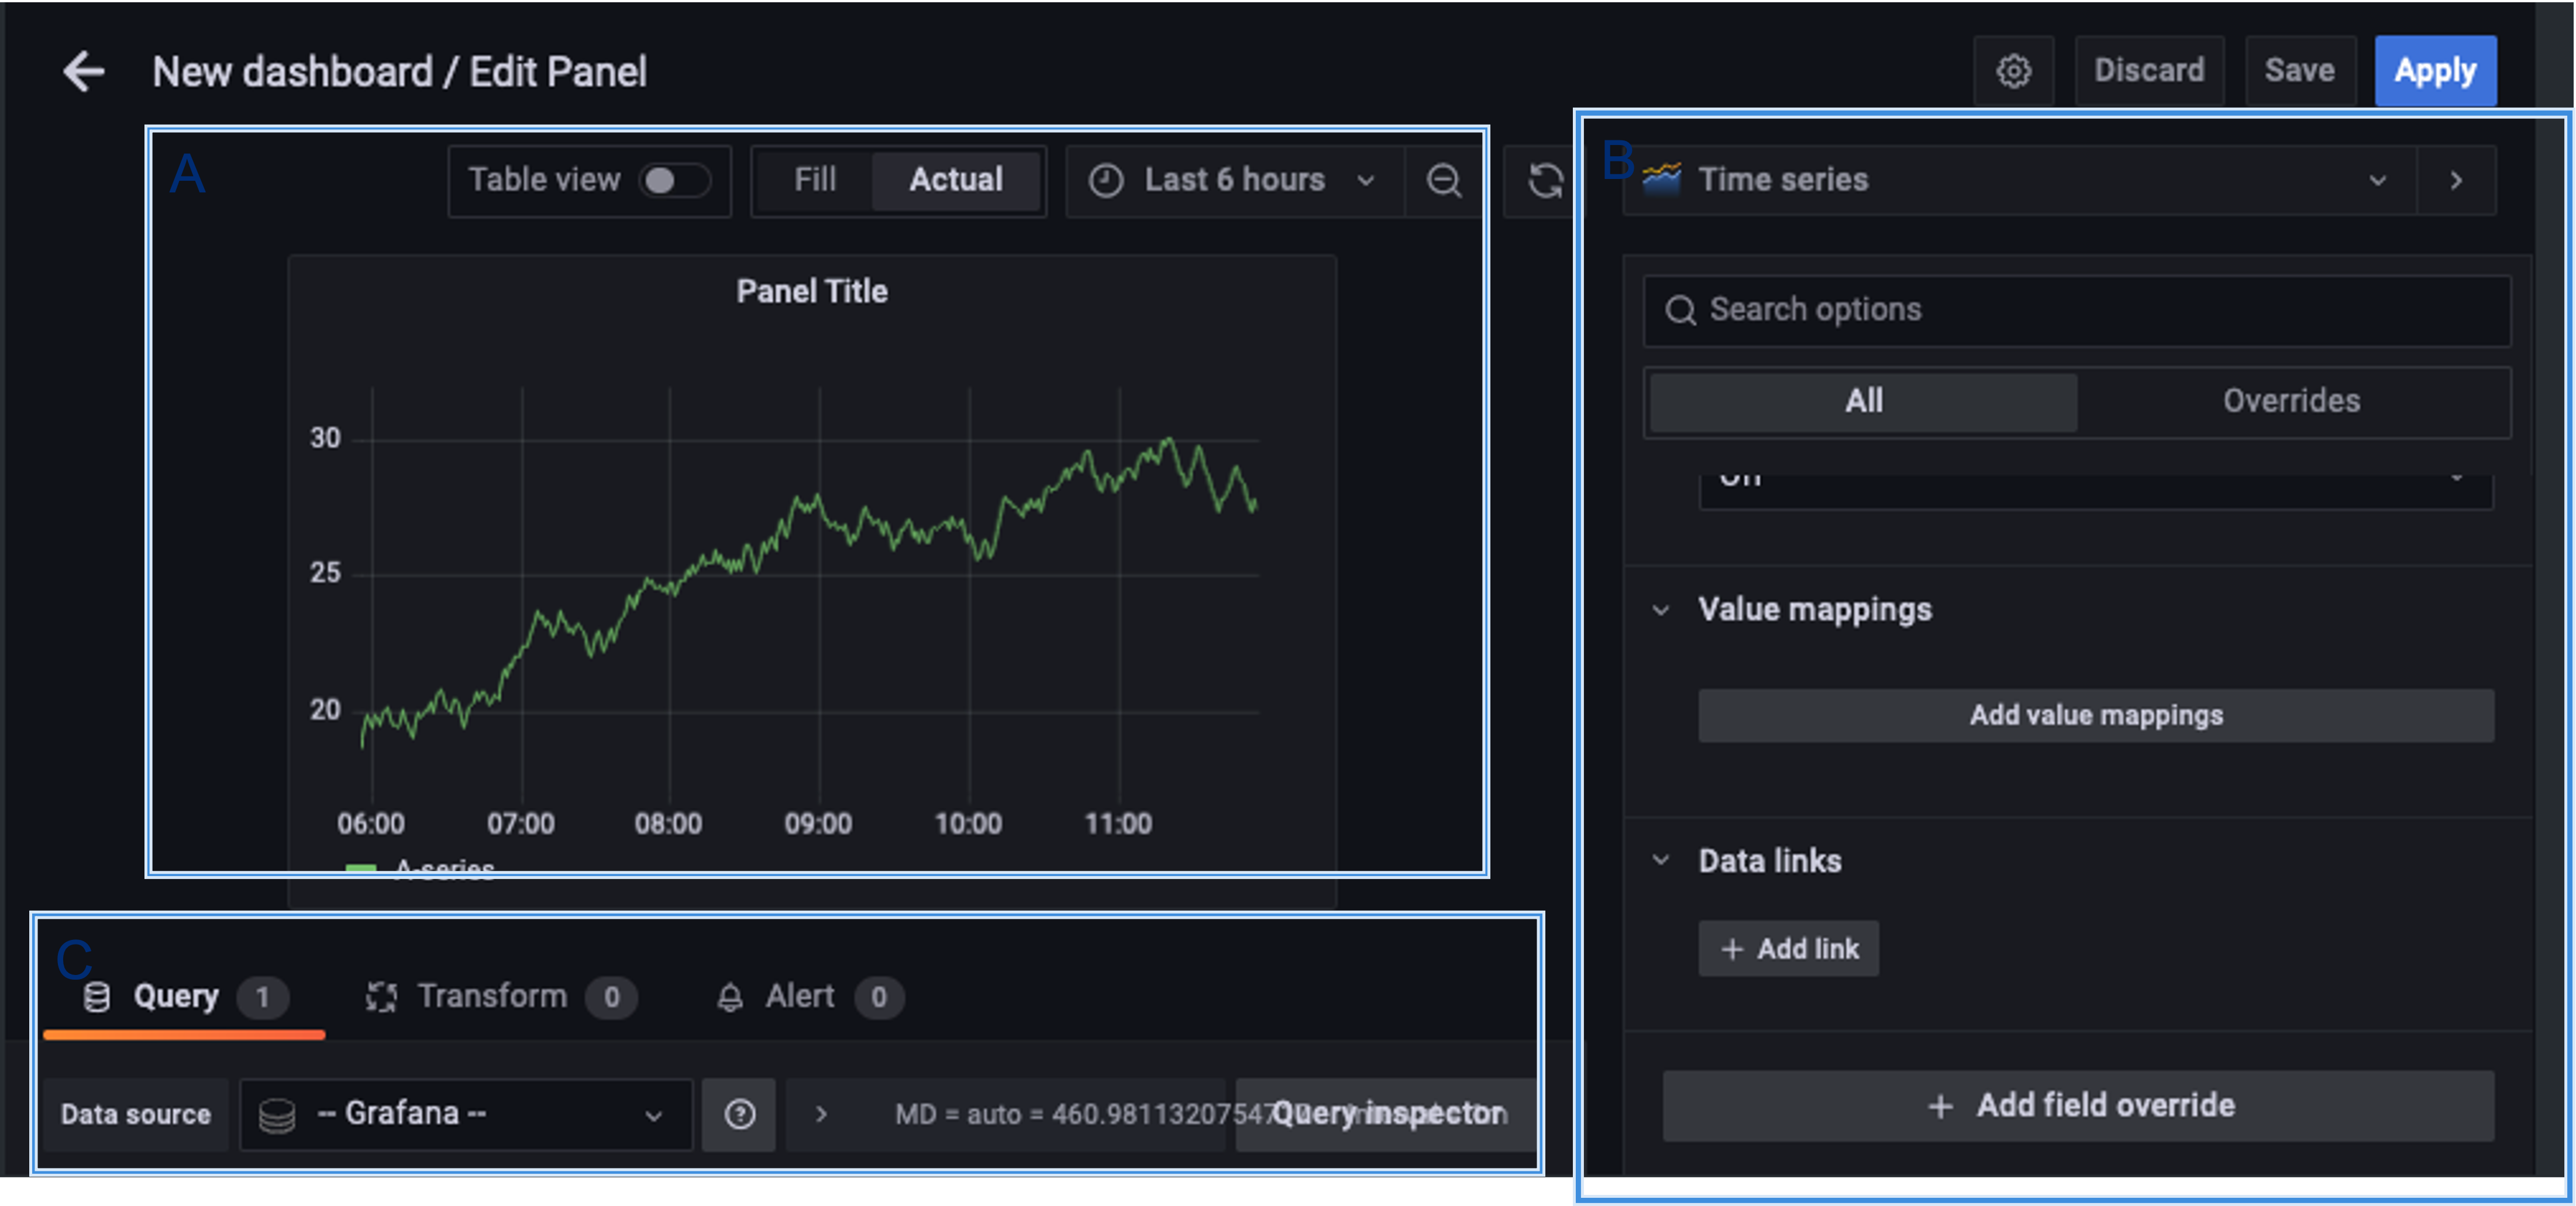 New dashboard / Edit Panel
Discard
Save
Apply
A
Table view
Fill
Actual
Last 6 hours
B
Time series
Panel Title
Search options
All
Overrides
30
25
20
06:00 07:00 08:00 09:00 10:00 11:00
A-series
Value mappings
Add value mappings
Data links
+ Add link
+ Add field override
C
Query 1
Transform 0
Alert 0
Data source
-- Grafana --
MD = auto = 460.98113207547
Query inspector